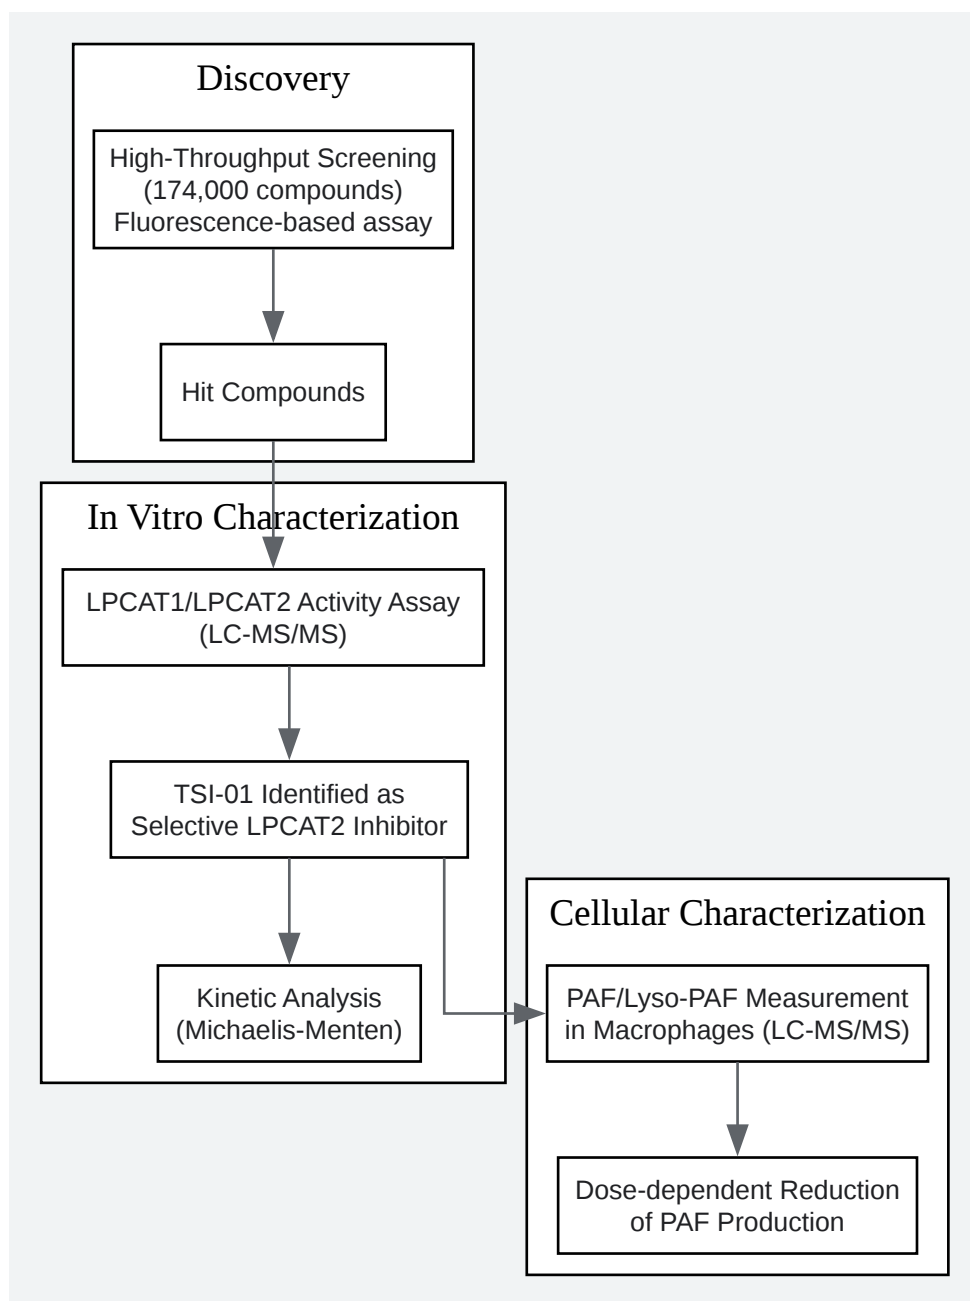 Discovery
High-Throughput Screening
(174,000 compounds)
Fluorescence-based assay
Hit Compounds
In Vitro Characterization
LPCAT1/LPCAT2 Activity Assay
(LC-MS/MS)
TSI-01 Identified as
Selective LPCAT2 Inhibitor
Kinetic Analysis
(Michaelis-Menten)
Cellular Characterization
PAF/Lyso-PAF Measurement
in Macrophages (LC-MS/MS)
Dose-dependent Reduction
of PAF Production